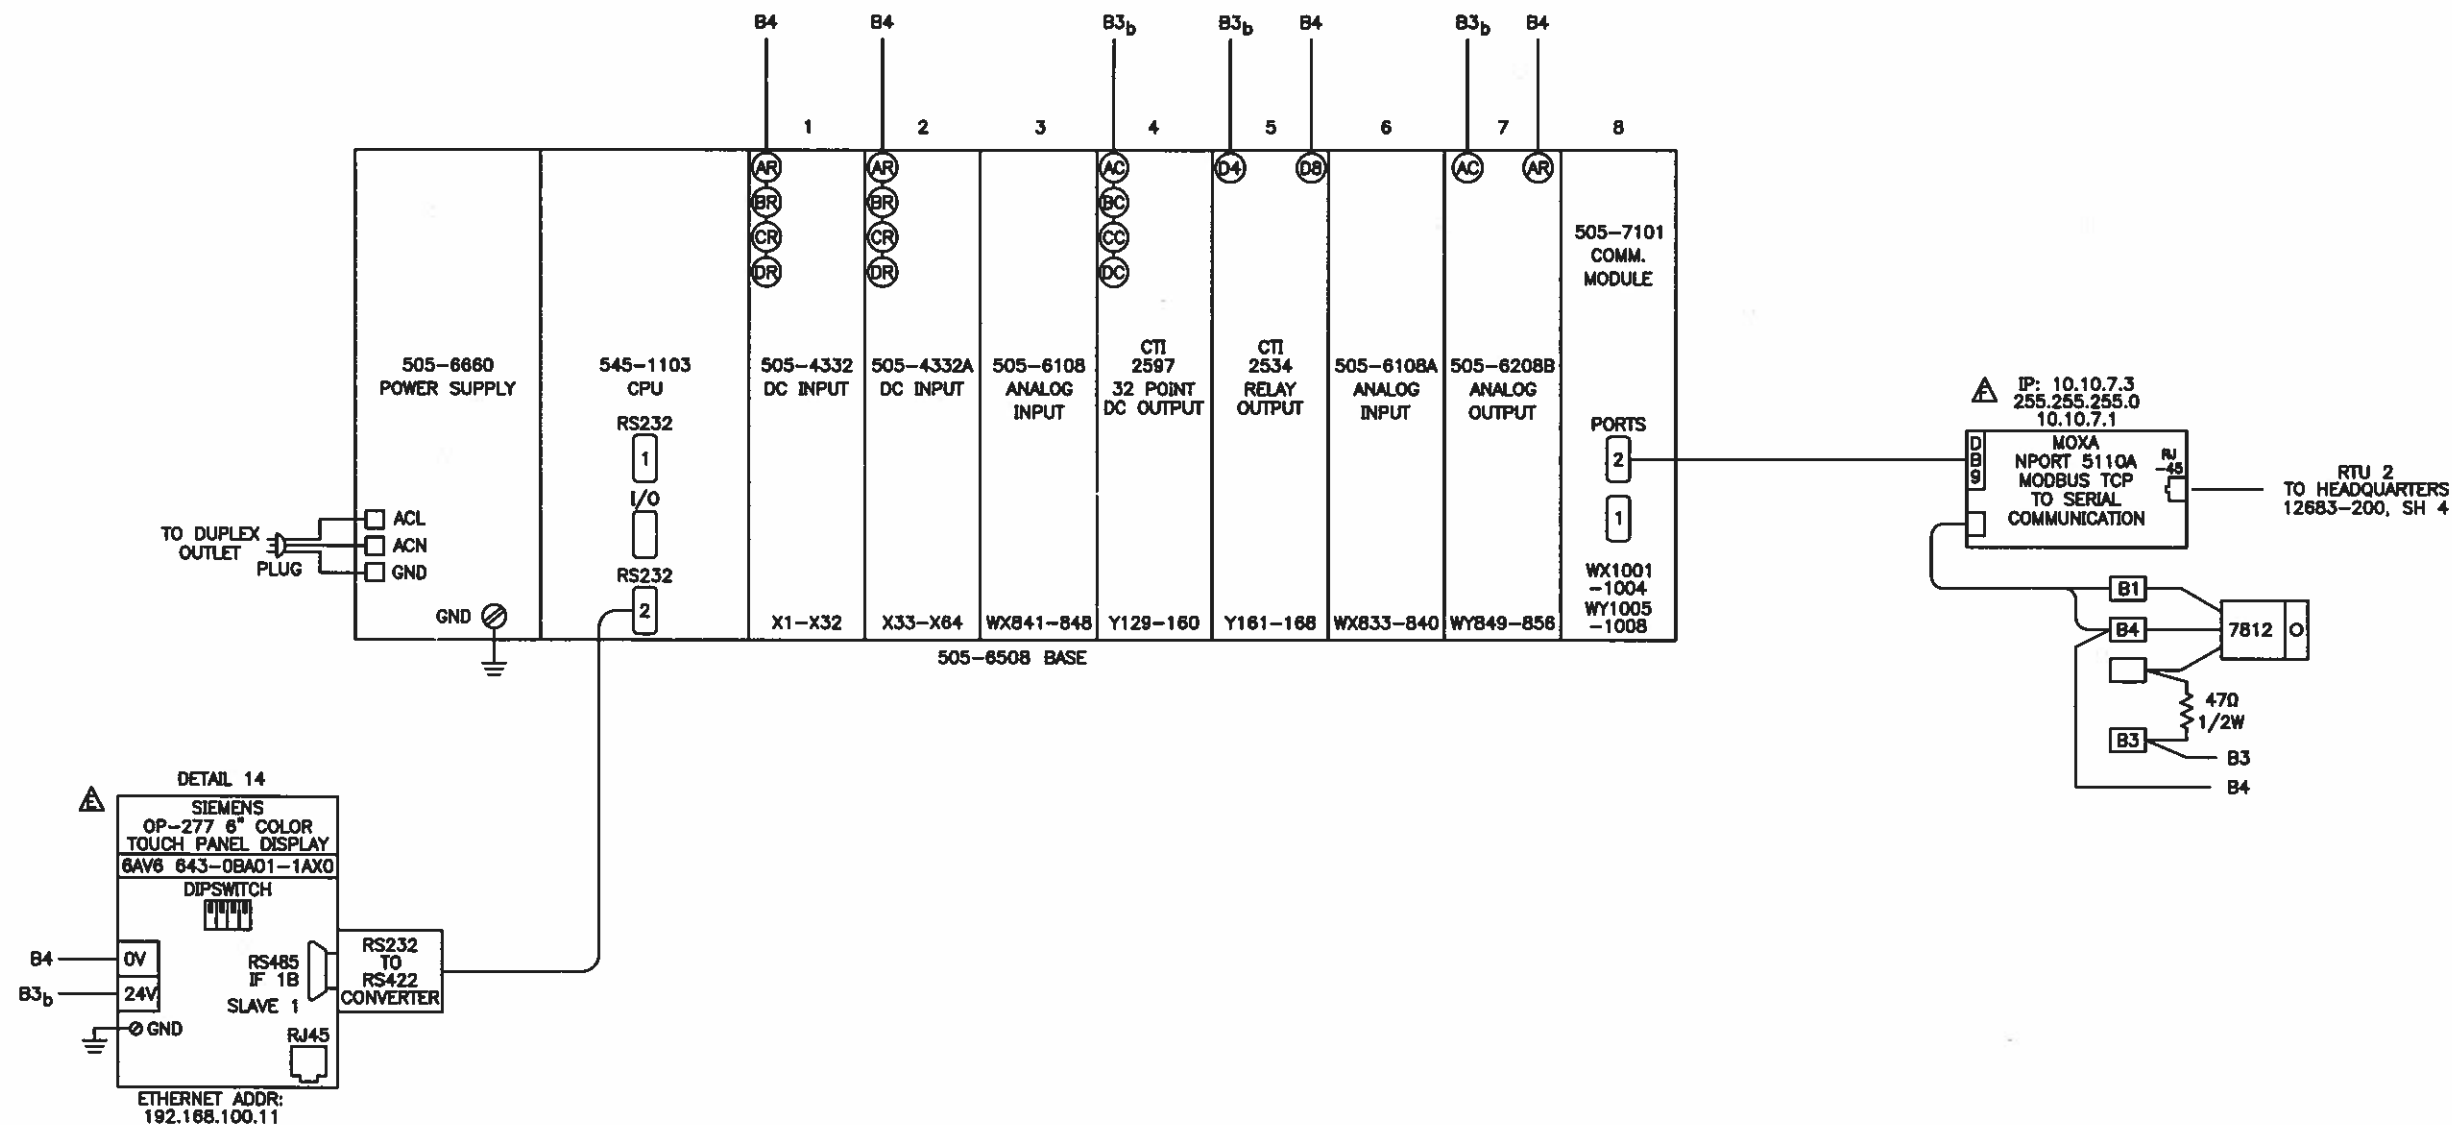 B4
B4
B3b
B3b
B4
B3b
B4
1
2
3
4
5
6
7
8
AR
BR
CR
DR
AR
BR
CR
DR
AC
BC
CC
DC
D4
D8
AC
AR
505-6660
POWER SUPPLY
TO DUPLEX
OUTLET
PLUG
ACL
ACN
GND
GND
545-1103
CPU
RS232
1
I/O
RS232
2
505-4332
DC INPUT
X1-X32
505-4332A
DC INPUT
X33-X64
505-6108
ANALOG
INPUT
WX841-848
CTI
2597
32 POINT
DC OUTPUT
Y129-160
CTI
2534
RELAY
OUTPUT
Y161-168
505-6108A
ANALOG
INPUT
WX833-840
505-6208B
ANALOG
OUTPUT
WY849-856
505-7101
COMM.
MODULE
PORTS
2
1
WX1001
-1004
WY1005
-1008
505-6508 BASE
F
IP: 10.10.7.3
255.255.255.0
10.10.7.1
DB9
MOXA
NPORT 5110A
MODBUS TCP
TO SERIAL
COMMUNICATION
RJ
-45
RTU 2
TO HEADQUARTERS
12683-200, SH 4
B1
B4
7812
O
47Ω
1/2W
B3
B3
B4
DETAIL 14
E
SIEMENS
OP-277 6" COLOR
TOUCH PANEL DISPLAY
6AV6 643-0BA01-1AX0
DIPSWITCH
B4
0V
B3b
24V
GND
RS485
IF 1B
SLAVE 1
RJ45
RS232
TO
RS422
CONVERTER
ETHERNET ADDR:
192.168.100.11